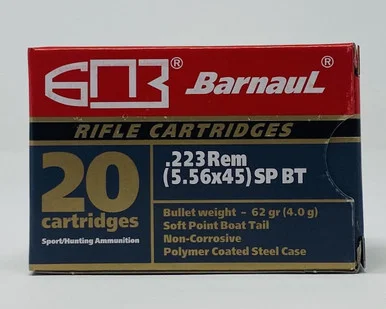 БПЗ® Barnaul®
RIFLE CARTRIDGES
20
cartridges
Sport/Hunting Ammunition
.223Rem
(5.56x45) SP BT
Bullet weight - 62 gr (4.0 g)
Soft Point Boat Tail
Non-Corrosive
Polymer Coated Steel Case